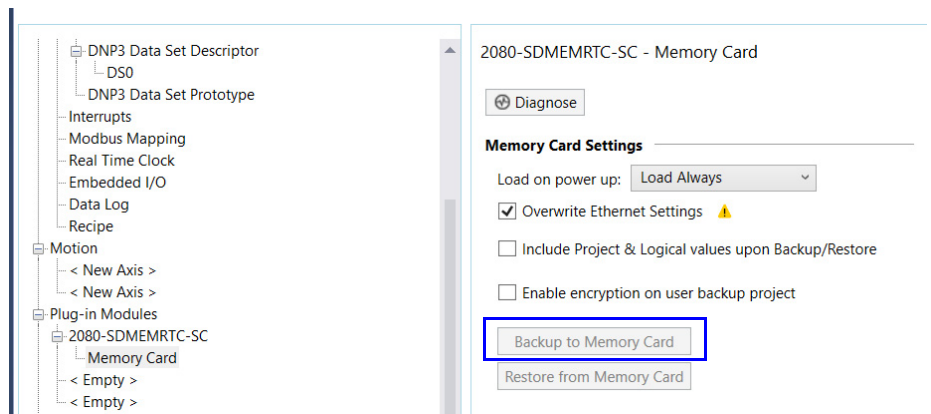 DNP3 Data Set Descriptor
DS0
DNP3 Data Set Prototype
Interrupts
Modbus Mapping
Real Time Clock
Embedded I/O
Data Log
Recipe
Motion
< New Axis >
< New Axis >
Plug-in Modules
2080-SDMEMRTC-SC
Memory Card
< Empty >
< Empty >
2080-SDMEMRTC-SC - Memory Card
Diagnose
Memory Card Settings
Load on power up: Load Always
Overwrite Ethernet Settings
Include Project & Logical values upon Backup/Restore
Enable encryption on user backup project
Backup to Memory Card
Restore from Memory Card